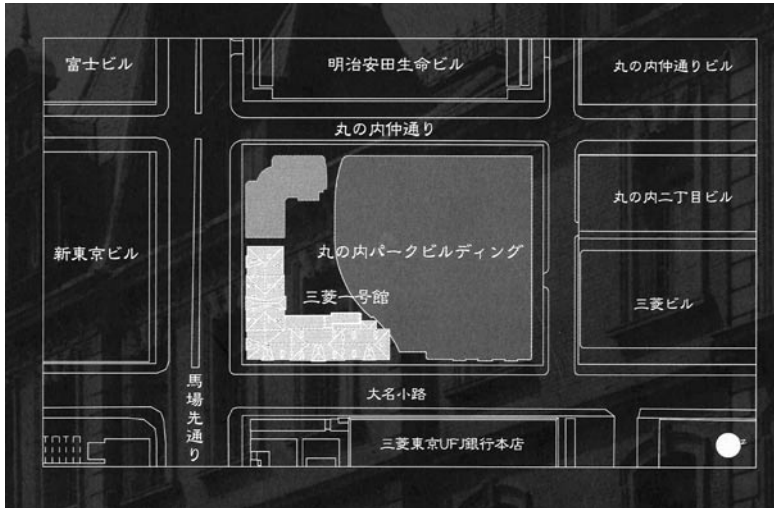 富士ビル
明治安田生命ビル
丸の内仲通りビル
丸の内仲通り
丸の内二丁目ビル
新東京ビル
丸の内パークビルディング
三菱一号館
三菱ビル
馬場先通り
大名小路
三菱東京UFJ銀行本店